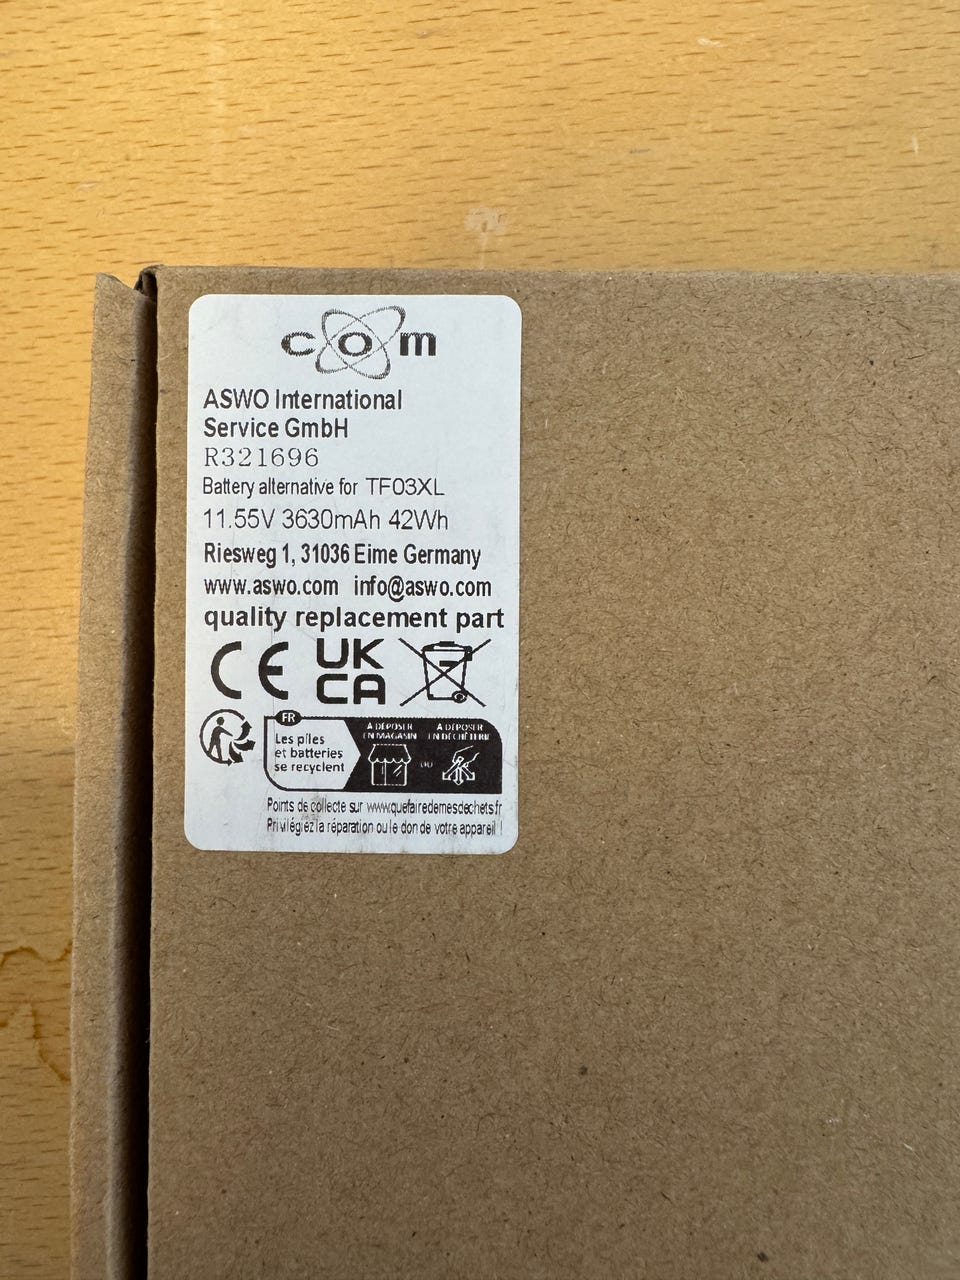 com
ASWO International
Service GmbH
R321696
Battery alternative for TF03XL
11.55V 3630mAh 42Wh
Riesweg 1, 31036 Eime Germany
www.aswo.com info@aswo.com
quality replacement part
CE UK
CA
FR
Les piles
et batteries
se recyclent
À DÉPOSER
EN MAGASIN
OU
À DÉPOSER
EN DÉCHÈTERIE
Points de collecte sur www.quefairedemesdechets.fr
Privilégiez la réparation ou le don de votre appareil !